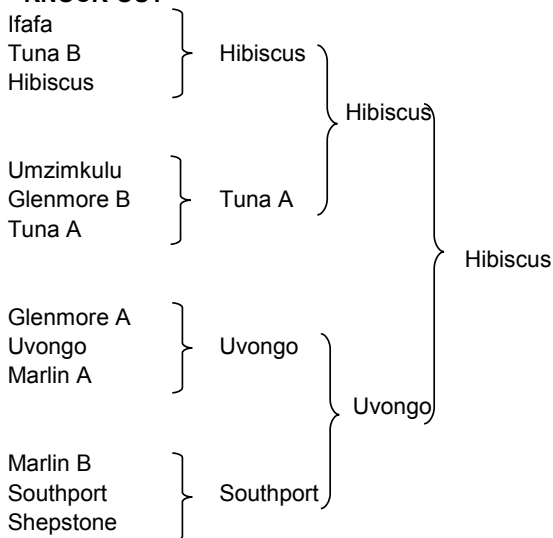 KNOCK OUT
Ifafa
Tuna B
Hibiscus
Hibiscus
Hibiscus
Umzimkulu
Glenmore B
Tuna A
Tuna A
Hibiscus
Glenmore A
Uvongo
Marlin A
Uvongo
Uvongo
Marlin B
Southport
Shepstone
Southport